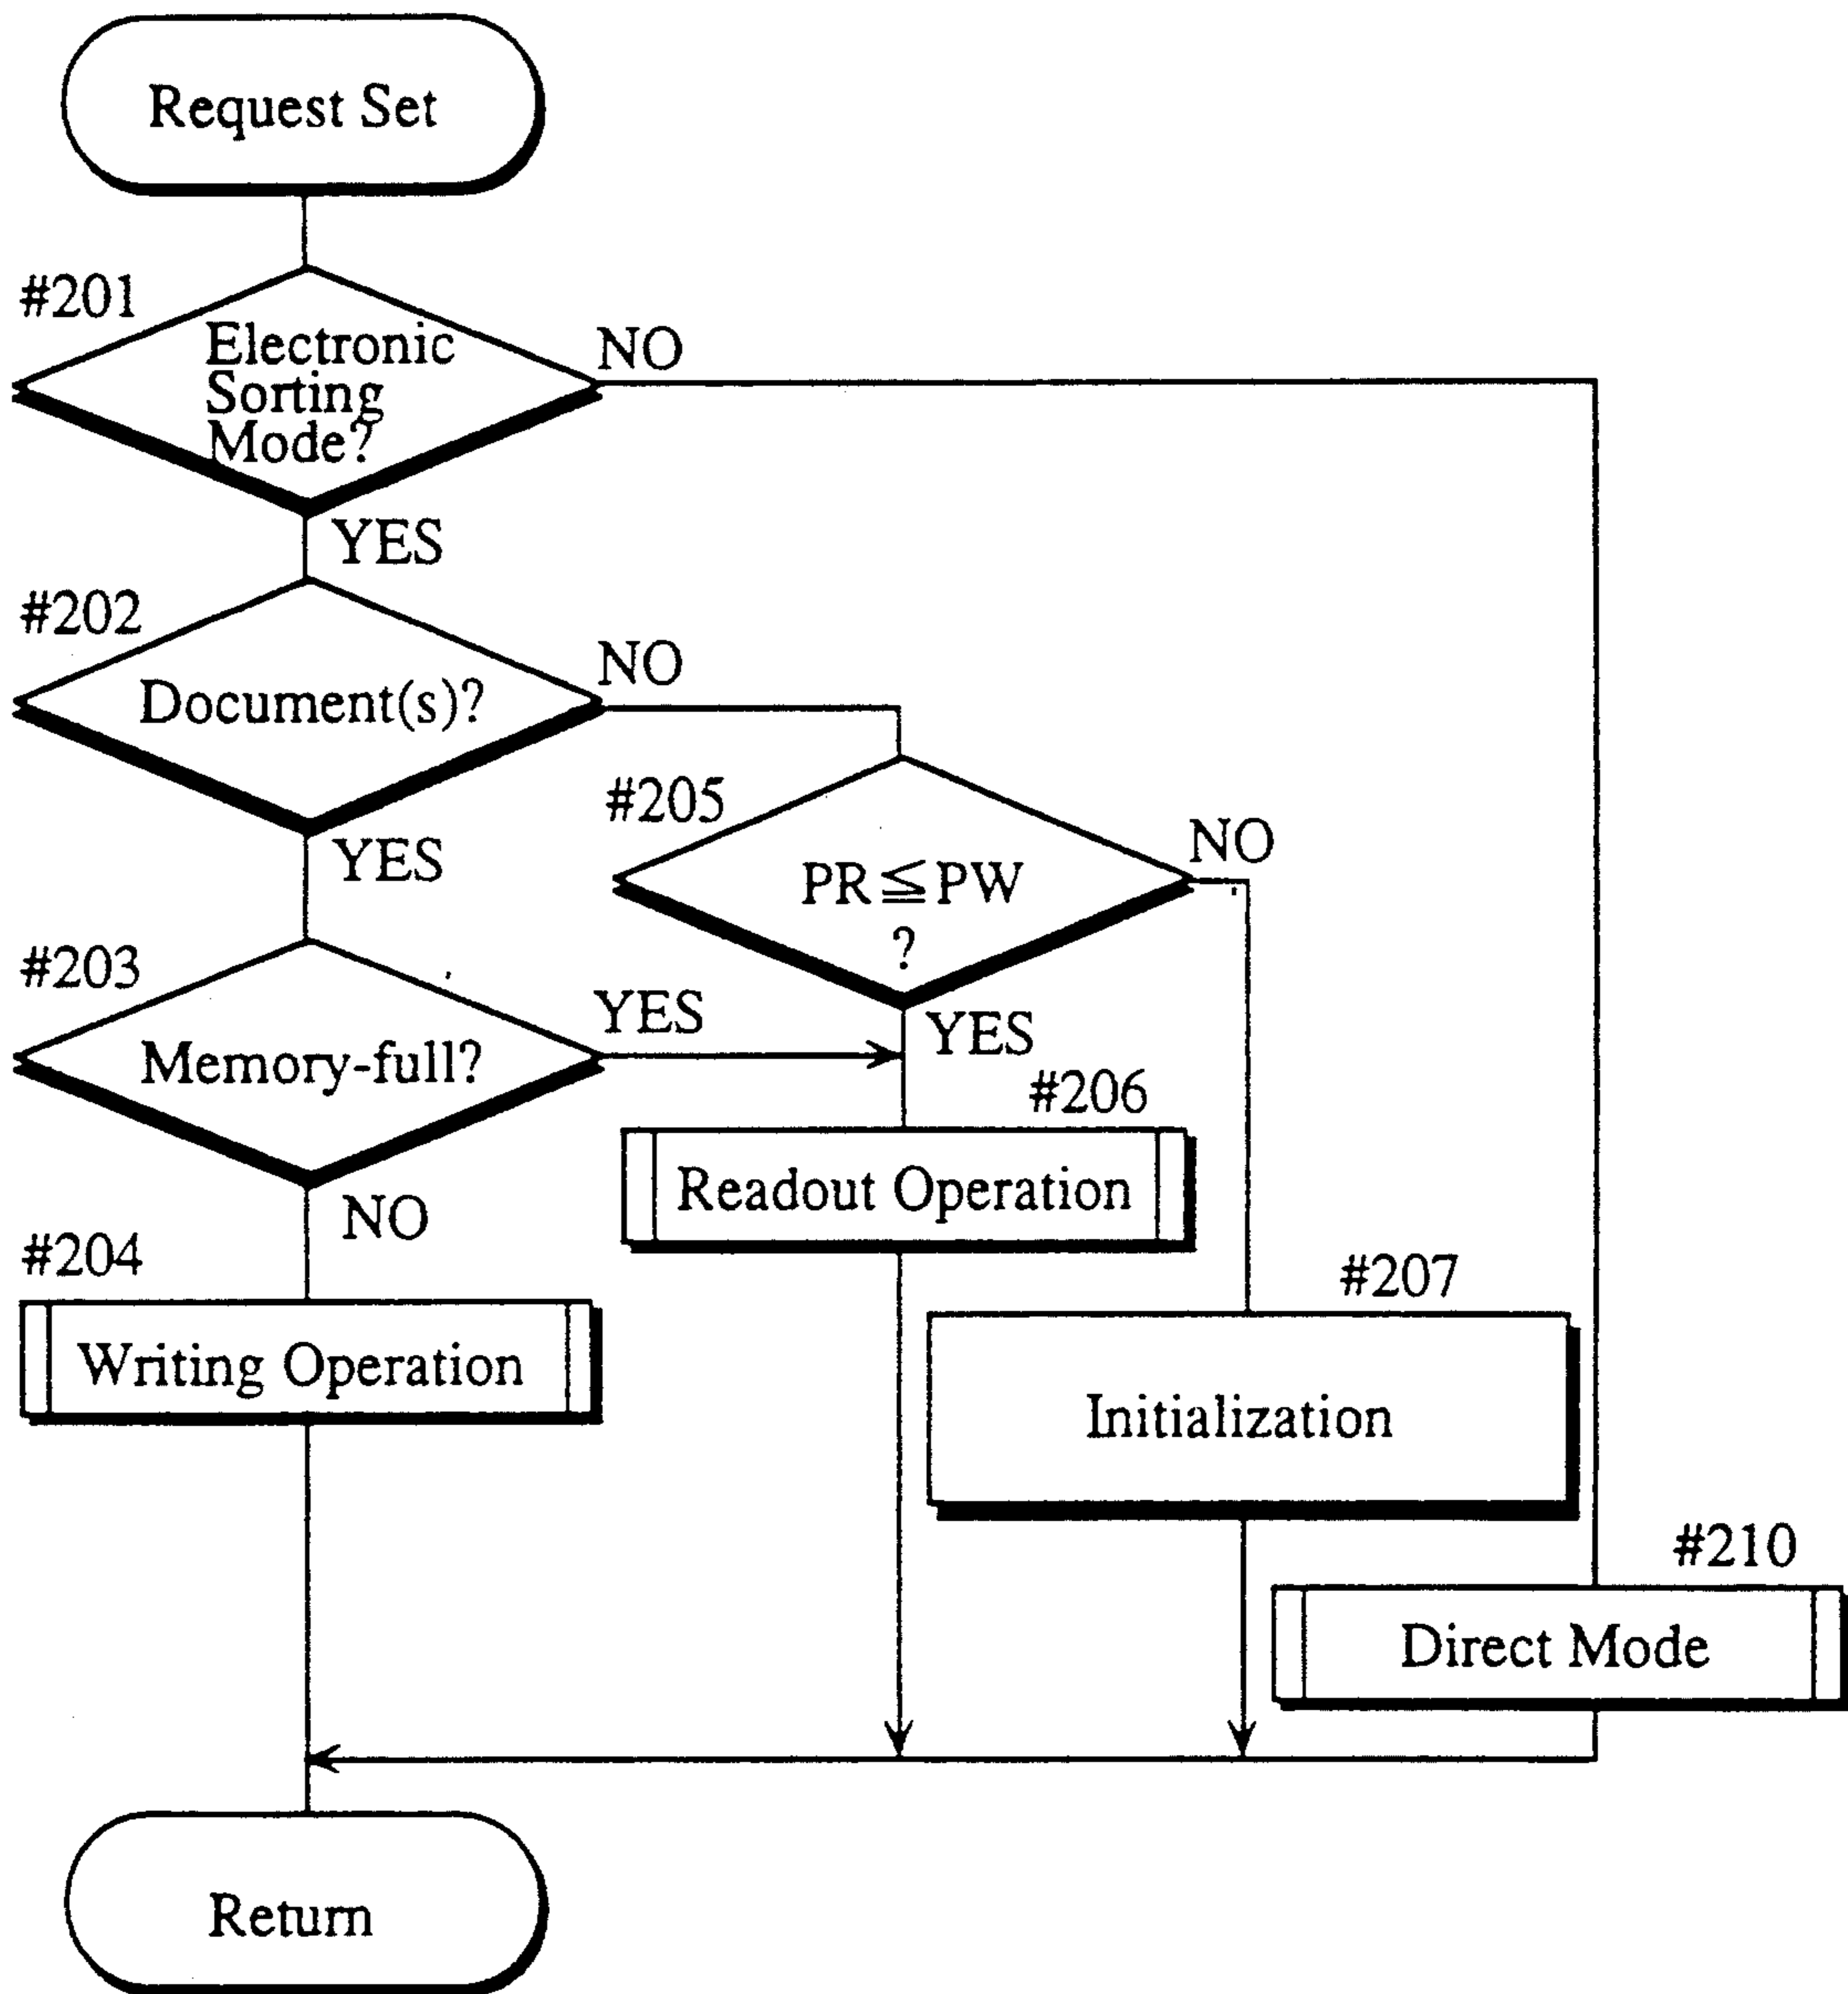 Request Set
#201
Electronic
Sorting
Mode?
NO
YES
#202
Document(s)?
NO
YES
#205
PR≦PW
?
NO
YES
#203
Memory-full?
YES
NO
#206
Readout Operation
#204
Writing Operation
#207
Initialization
#210
Direct Mode
Return